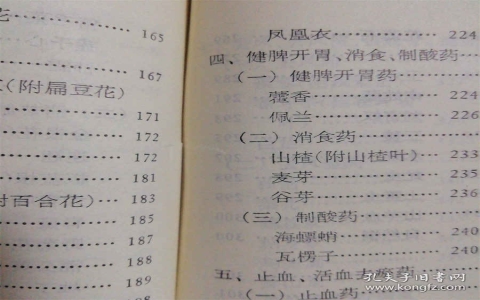 165
167
(附扁豆花)
171
172
172
181
附百合花) 183
185
187
188
189
凤凰衣 224
四、健脾开胃、消食、制酸药
(一) 健脾开胃药
藿香 224
佩兰 226
(二) 消食药
山楂(附山楂叶) 233
麦芽 235
谷芽 236
(三) 制酸药
海螵蛸 240
瓦楞子 240
五、止血、活血去瘀药
(一) 止血药
孔夫子旧书网